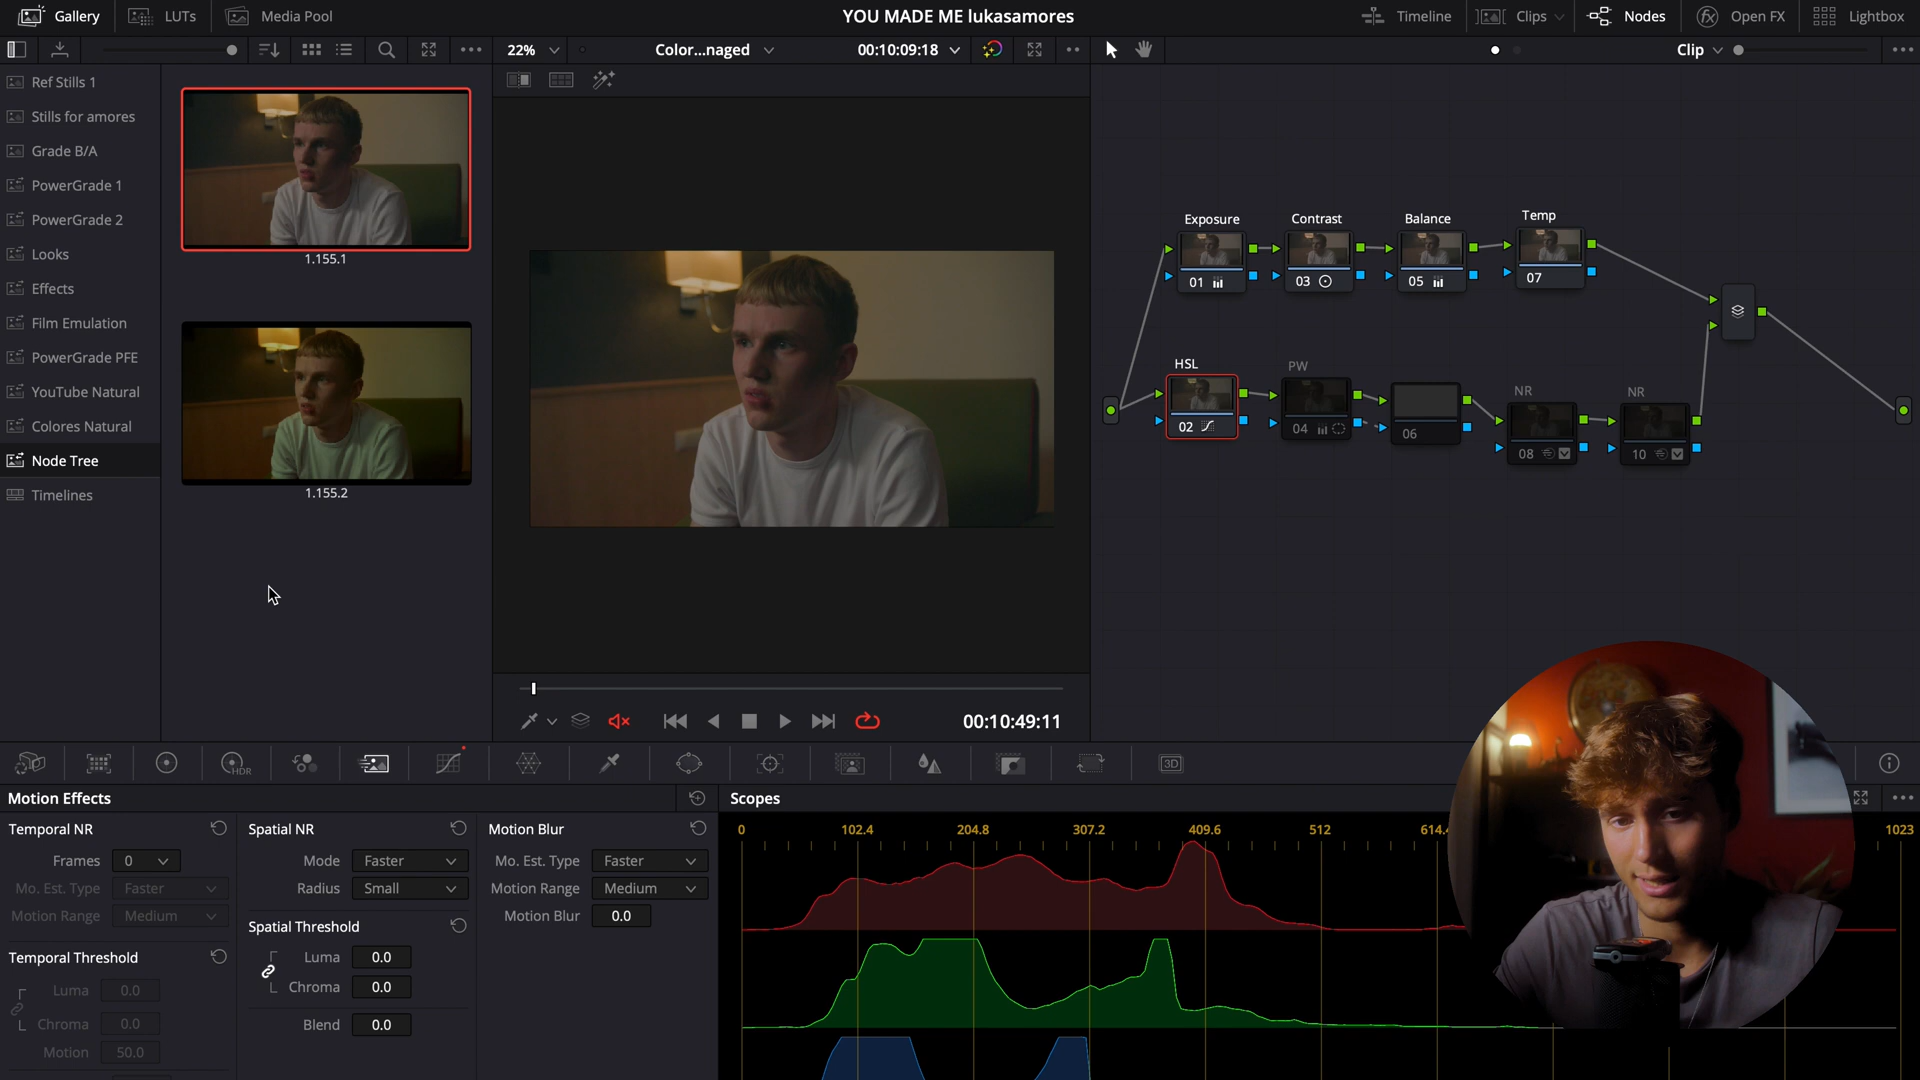 Gallery
LUTs
Media Pool
YOU MADE ME lukasamores
Timeline
Clips
Nodes
Open FX
Lightbox
22%
Color...naged
00:10:09:18
Clip
Ref Stills 1
Stills for amores
Grade B/A
PowerGrade 1
PowerGrade 2
Looks
Effects
Film Emulation
PowerGrade PFE
YouTube Natural
Colores Natural
Node Tree
Timelines
1.155.1
1.155.2
Exposure
Contrast
Balance
Temp
01
03
05
07
HSL
PW
NR
NR
02
04
06
08
10
00:10:49:11
HDR
3D
Motion Effects
Temporal NR
Frames 0
Mo. Est. Type Faster
Motion Range Medium
Temporal Threshold
Luma 0.0
Chroma 0.0
Motion 50.0
Spatial NR
Mode Faster
Radius Small
Spatial Threshold
Luma 0.0
Chroma 0.0
Blend 0.0
Motion Blur
Mo. Est. Type Faster
Motion Range Medium
Motion Blur 0.0
Scopes
0 102.4 204.8 307.2 409.6 512 614.4 1023